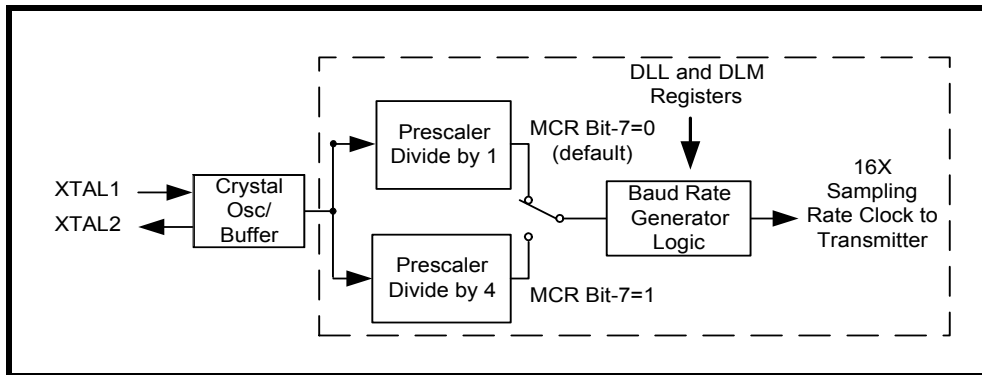 DLL and DLM
Registers
Prescaler
Divide by 1
MCR Bit-7=0
(default)
XTAL1
XTAL2
Crystal
Osc/
Buffer
Baud Rate
Generator
Logic
16X
Sampling
Rate Clock to
Transmitter
Prescaler
Divide by 4
MCR Bit-7=1